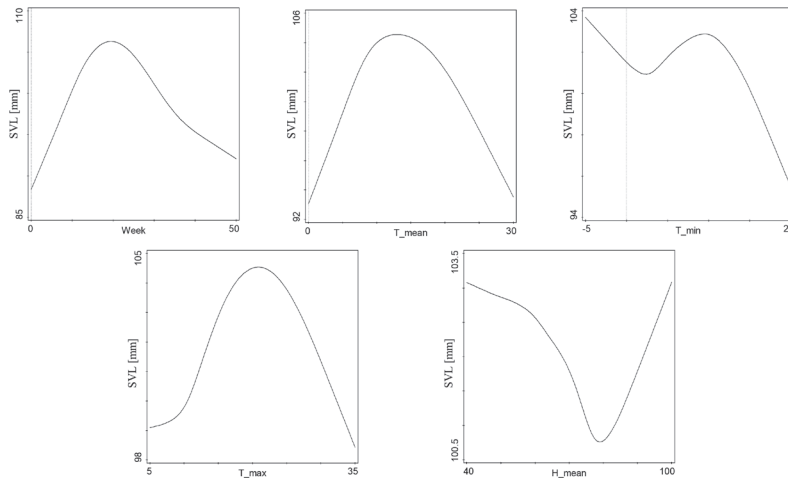 110
SVL [mm]
85
0
Week
50
106
SVL [mm]
92
0
T_mean
30
104
SVL [mm]
94
-5
T_min
105
SVL [mm]
98
5
T_max
35
103.5
SVL [mm]
100.5
40
H_mean
100